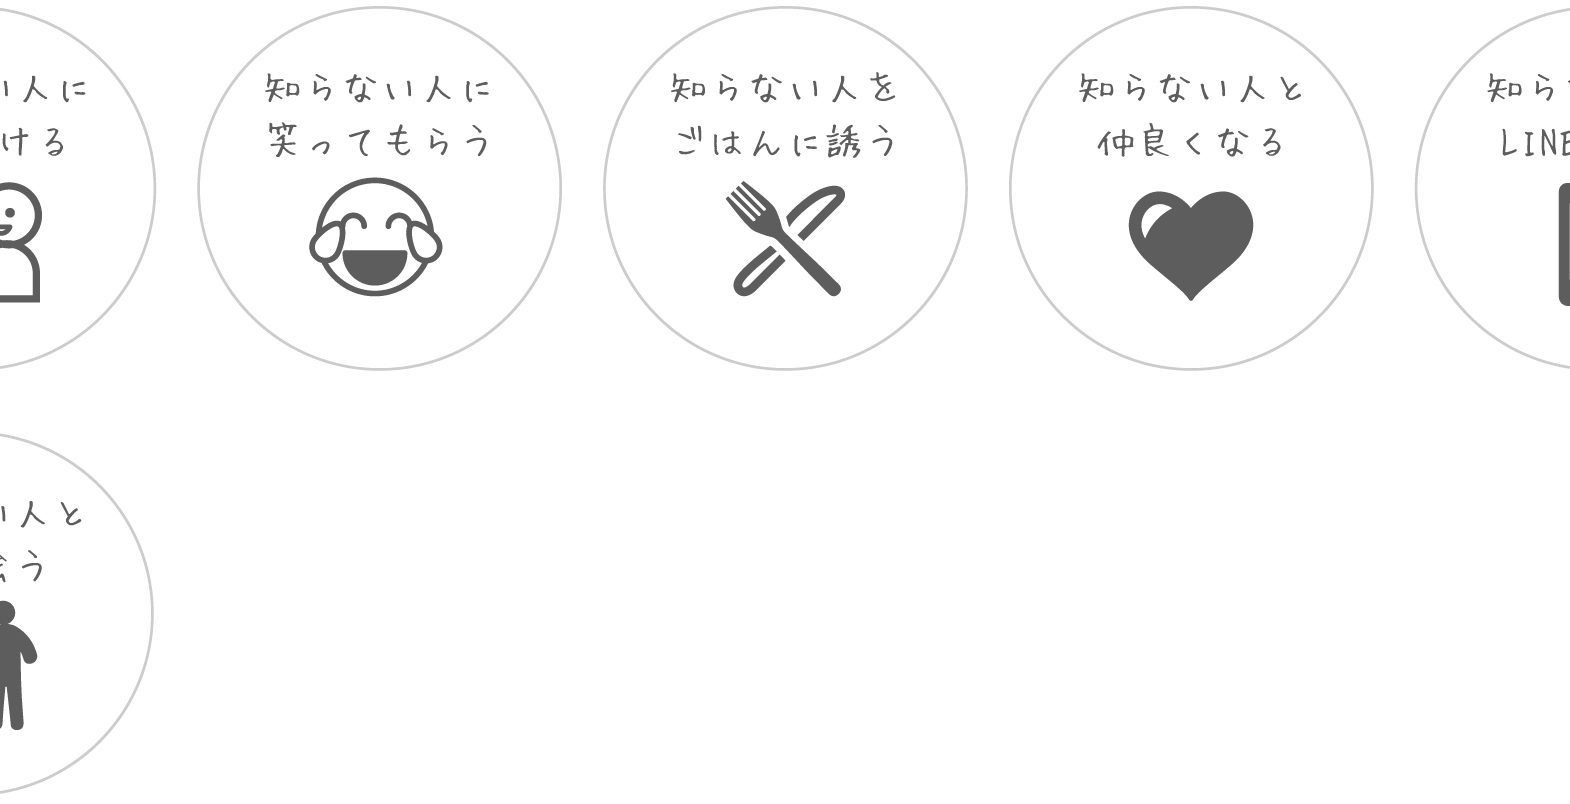 い人に
ける
知らない人に
笑ってもらう
知らない人を
ごはんに誘う
知らない人と
仲良くなる
知ら
LINE
い人と
会う